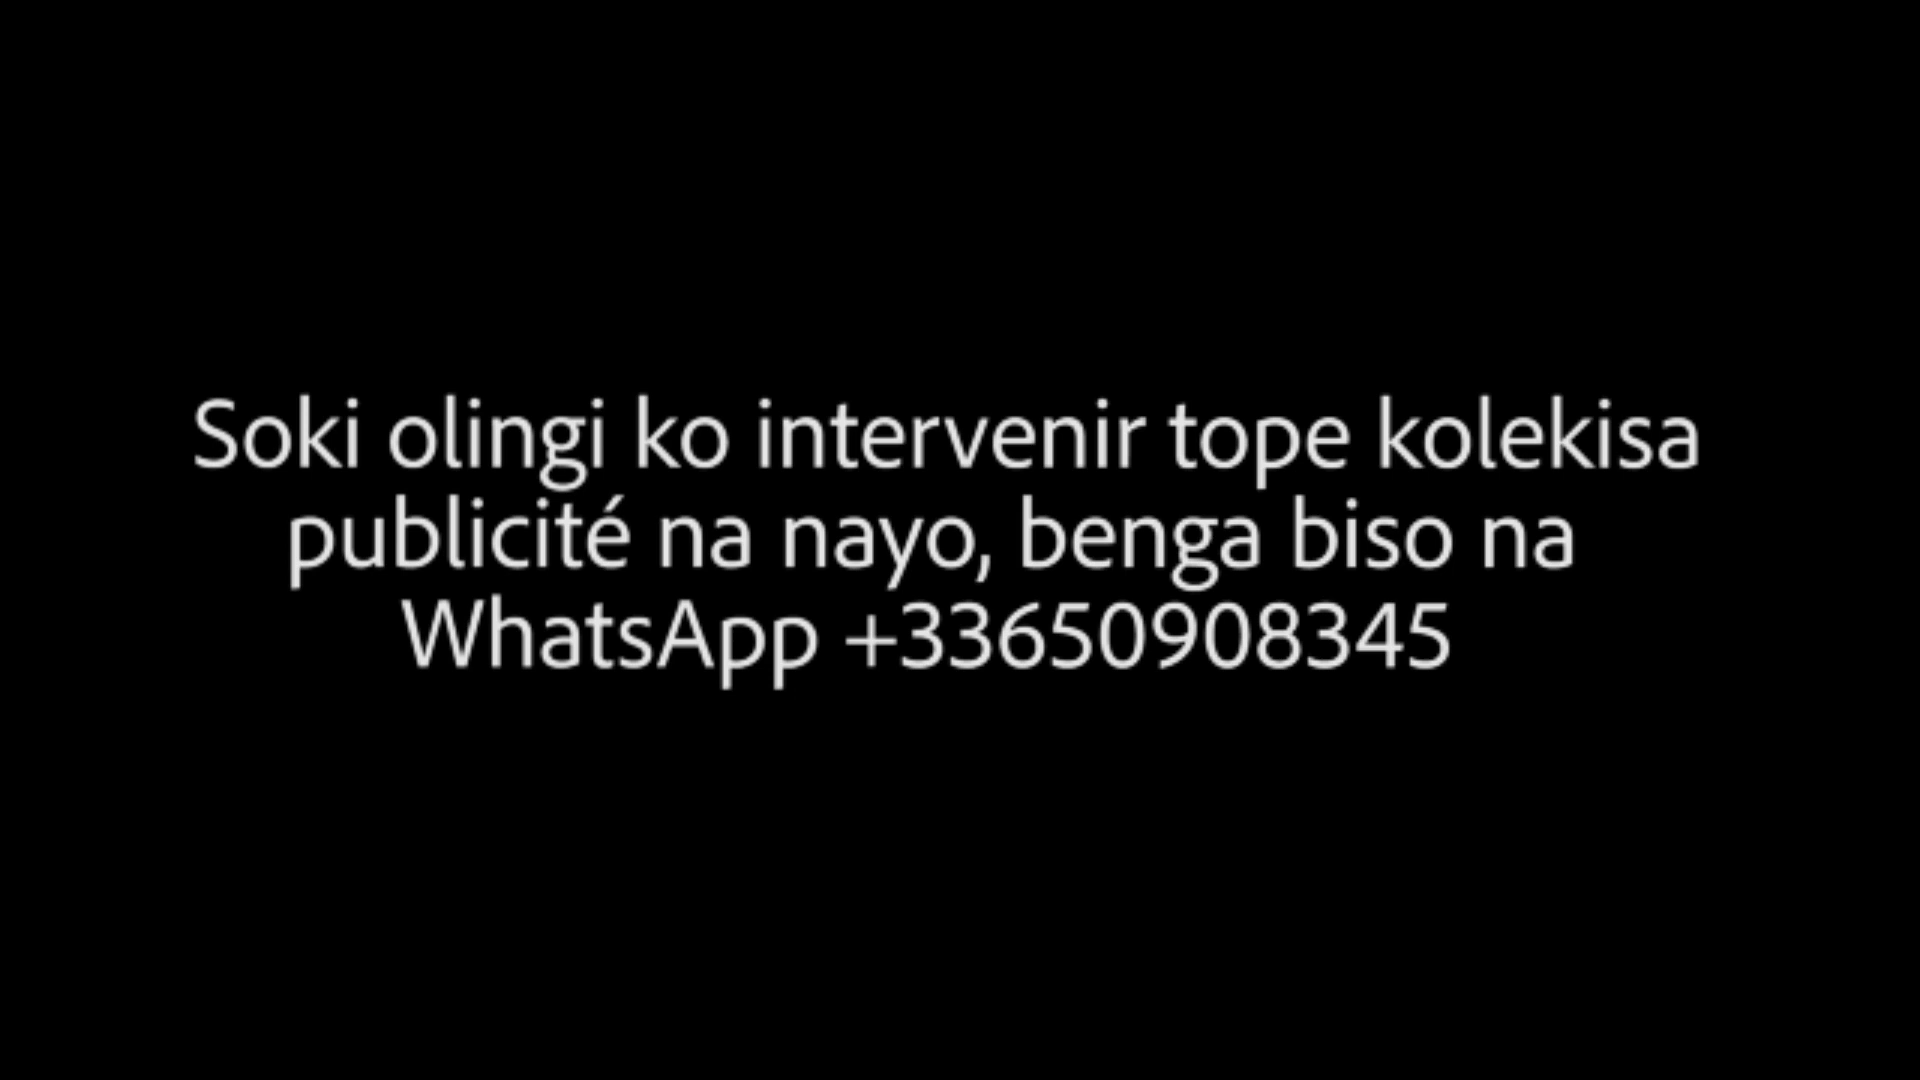 Soki olingi ko intervenir tope kolekisa
publicité na nayo, benga biso na
WhatsApp +33650908345